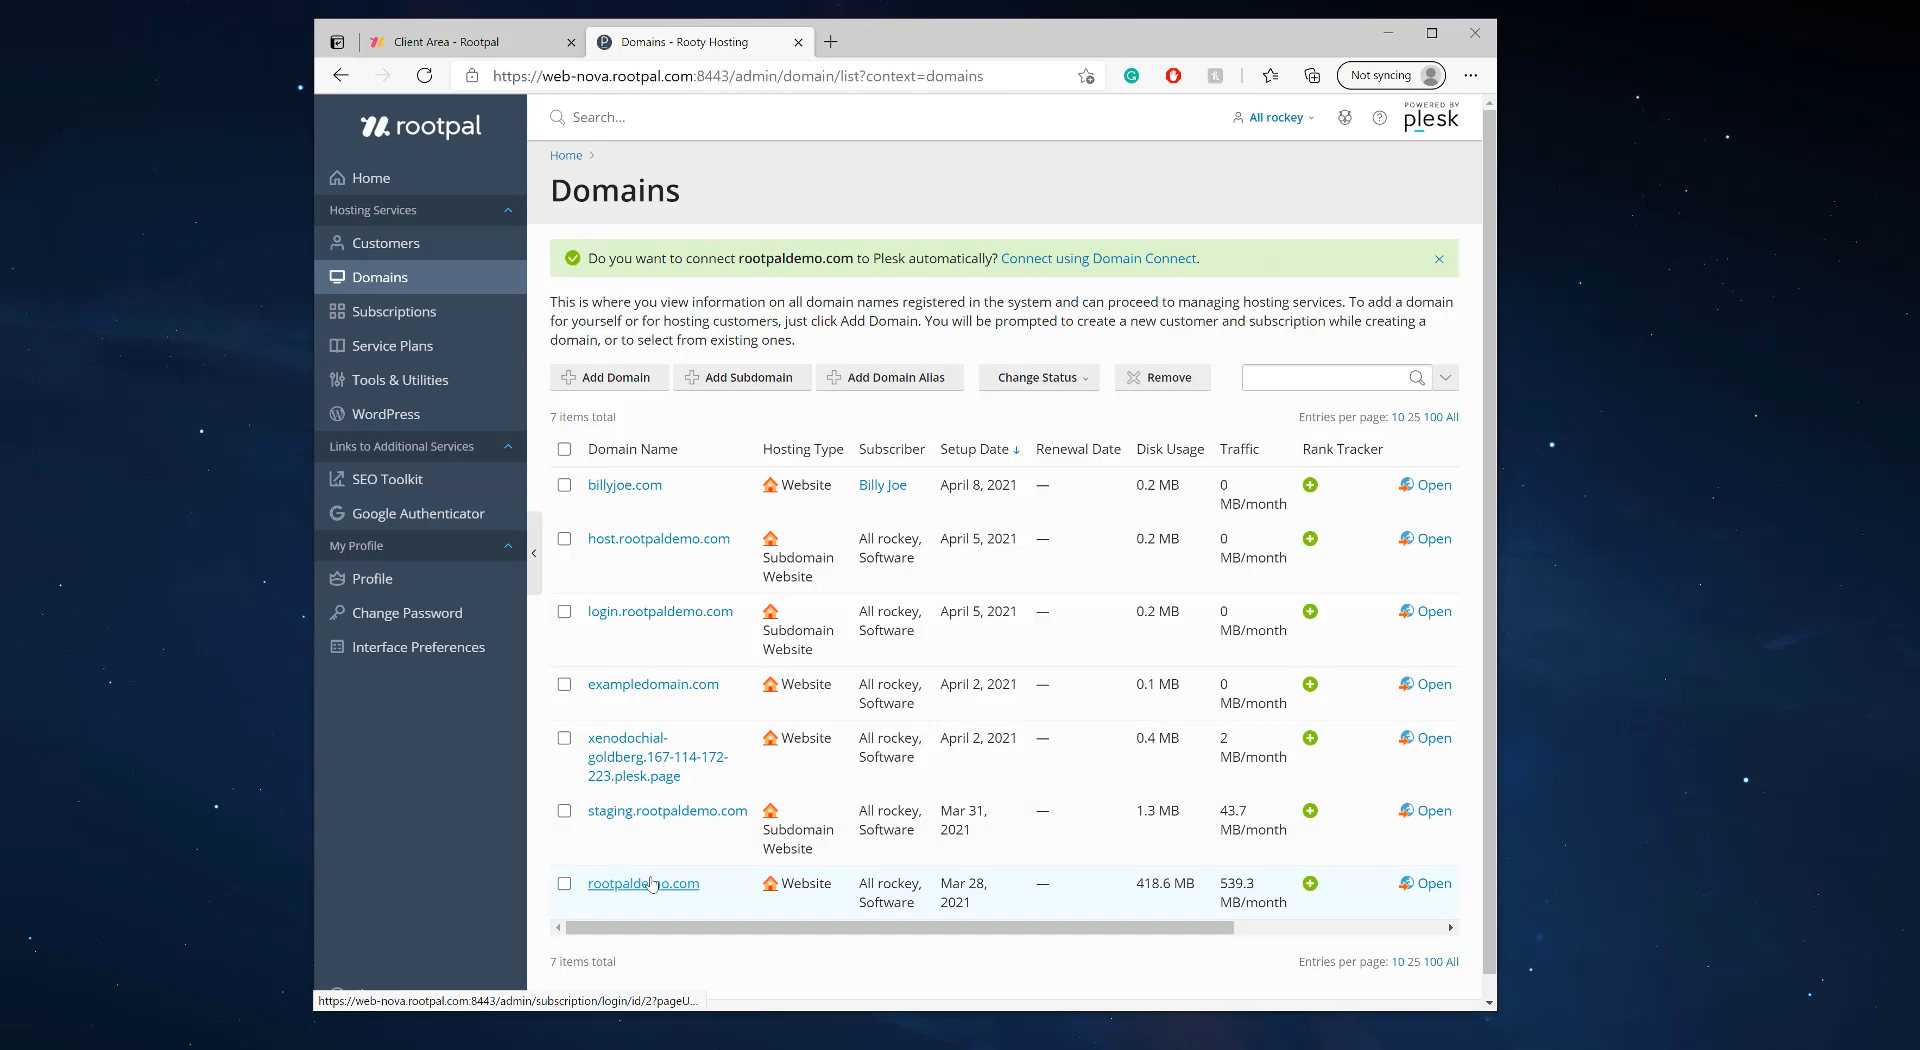 Client Area - Rootpal
Domains - Rooty Hosting
https://web-nova.rootpal.com:8443/admin/domain/list?context=domains
Not syncing
rootpal
Search...
All rockey
POWERED BY
plesk
Home
Home
Domains
Hosting Services
Customers
Domains
Subscriptions
Service Plans
Tools & Utilities
WordPress
Links to Additional Services
SEO Toolkit
Google Authenticator
My Profile
Profile
Change Password
Interface Preferences
Do you want to connect rootpaldemo.com to Plesk automatically? Connect using Domain Connect.
This is where you view information on all domain names registered in the system and can proceed to managing hosting services. To add a domain
for yourself or for hosting customers, just click Add Domain. You will be prompted to create a new customer and subscription while creating a
domain, or to select from existing ones.
Add Domain Add Subdomain Add Domain Alias Change Status Remove
7 items total Entries per page: 10 25 100 All
Domain Name Hosting Type Subscriber Setup Date Renewal Date Disk Usage Traffic Rank Tracker
billyjoe.com Website Billy Joe April 8, 2021 — 0.2 MB 0 Open
MB/month
host.rootpaldemo.com All rockey, April 5, 2021 — 0.2 MB 0 Open
Subdomain Software MB/month
Website
login.rootpaldemo.com All rockey, April 5, 2021 — 0.2 MB 0 Open
Subdomain Software MB/month
Website
exampledomain.com Website All rockey, April 2, 2021 — 0.1 MB 0 Open
Software MB/month
xenodochial- Website All rockey, April 2, 2021 — 0.4 MB 2 Open
goldberg.167-114-172- Software MB/month
223.plesk.page
staging.rootpaldemo.com All rockey, Mar 31, — 1.3 MB 43.7 Open
Subdomain Software 2021 MB/month
Website
rootpaldemo.com Website All rockey, Mar 28, — 418.6 MB 539.3 Open
Software 2021 MB/month
7 items total Entries per page: 10 25 100 All
https://web-nova.rootpal.com:8443/admin/subscription/login/id/2?pageU...